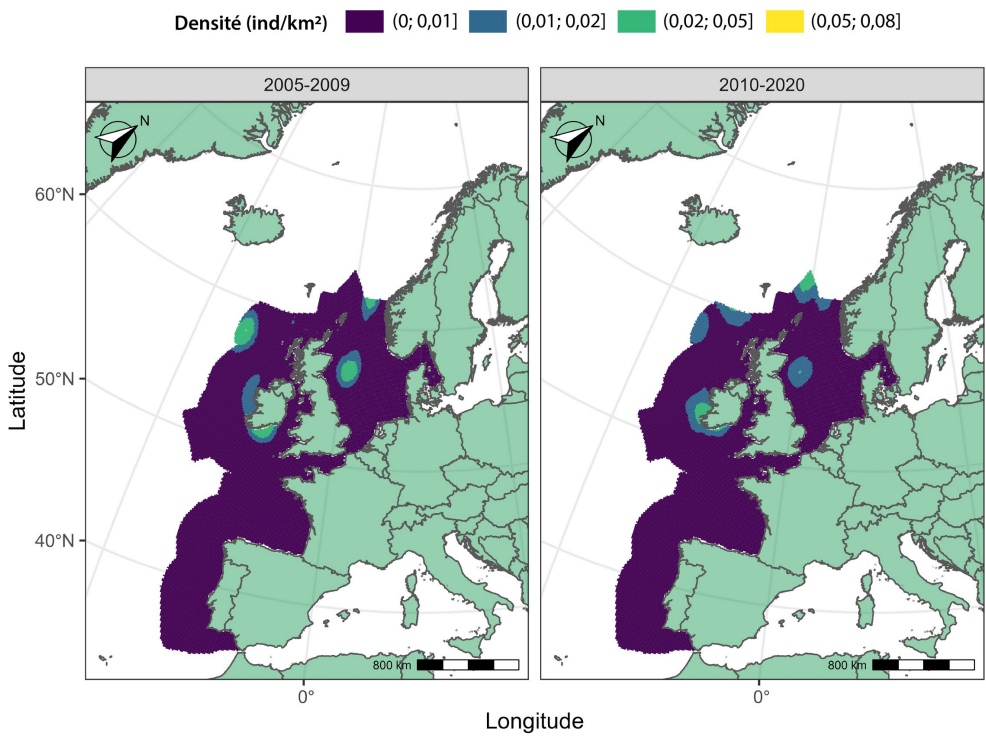 Densité (ind/km²) (0; 0,01] (0,01; 0,02] (0,02; 0,05] (0,05; 0,08]
2005-2009 2010-2020
N N
60°N
50°N
40°N
Latitude
800 km 800 km
0° 0°
Longitude